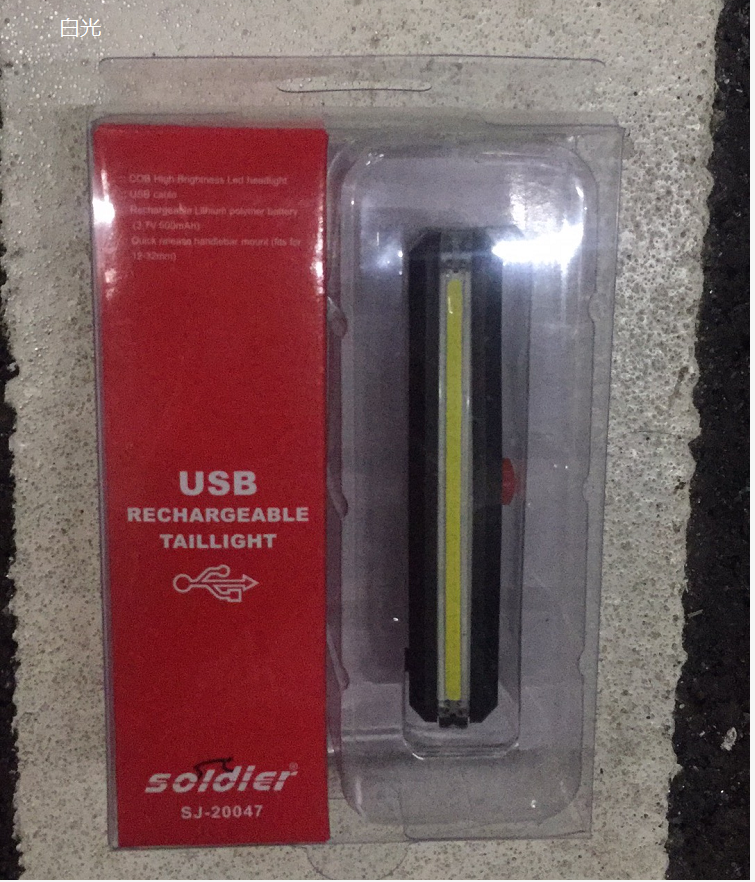 白光
COB High-Brightness Led headlight
USB cable
Rechargeable Lithium polymer battery
(3.7V 500mAh)
Quick release handlebar mount (fits for
12-32mm)
USB
RECHARGEABLE
TAILLIGHT
soldier®
SJ-20047